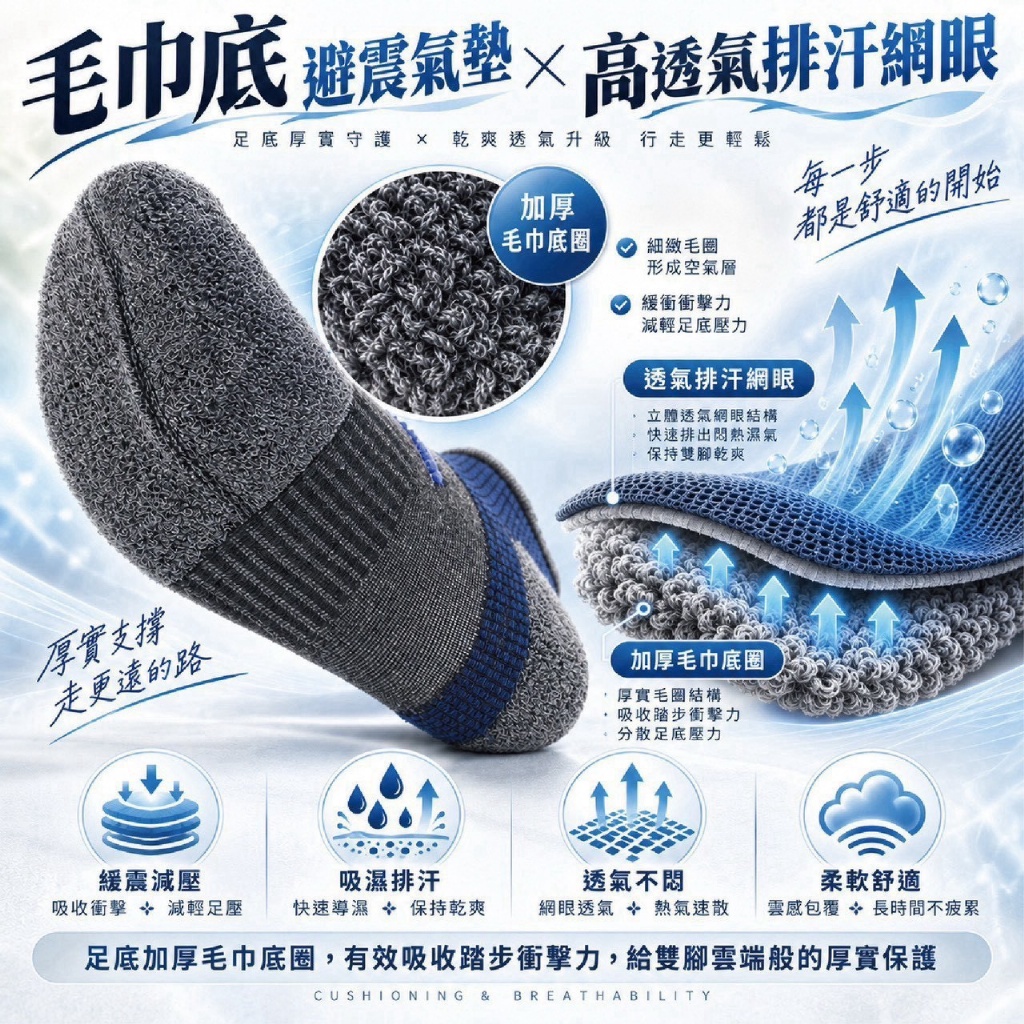 毛巾底 避震氣墊 × 高透氣排汗網眼
足底厚實守護 × 乾爽透氣升級 行走更輕鬆
每一步
都是舒適的開始
加厚
毛巾底圈
細緻毛圈
形成空氣層
緩衝衝擊力
減輕足底壓力
透氣排汗網眼
· 立體透氣網眼結構
· 快速排出悶熱濕氣
· 保持雙腳乾爽
厚實支撐
走更遠的路
加厚毛巾底圈
· 厚實毛圈結構
· 吸收踏步衝擊力
· 分散足底壓力
緩震減壓
吸收衝擊 ✥ 減輕足壓
吸濕排汗
快速導濕 ✥ 保持乾爽
透氣不悶
網眼透氣 ✥ 熱氣速散
柔軟舒適
雲感包覆 ✥ 長時間不疲累
足底加厚毛巾底圈，有效吸收踏步衝擊力，給雙腳雲端般的厚實保護
CUSHIONING & BREATHABILITY